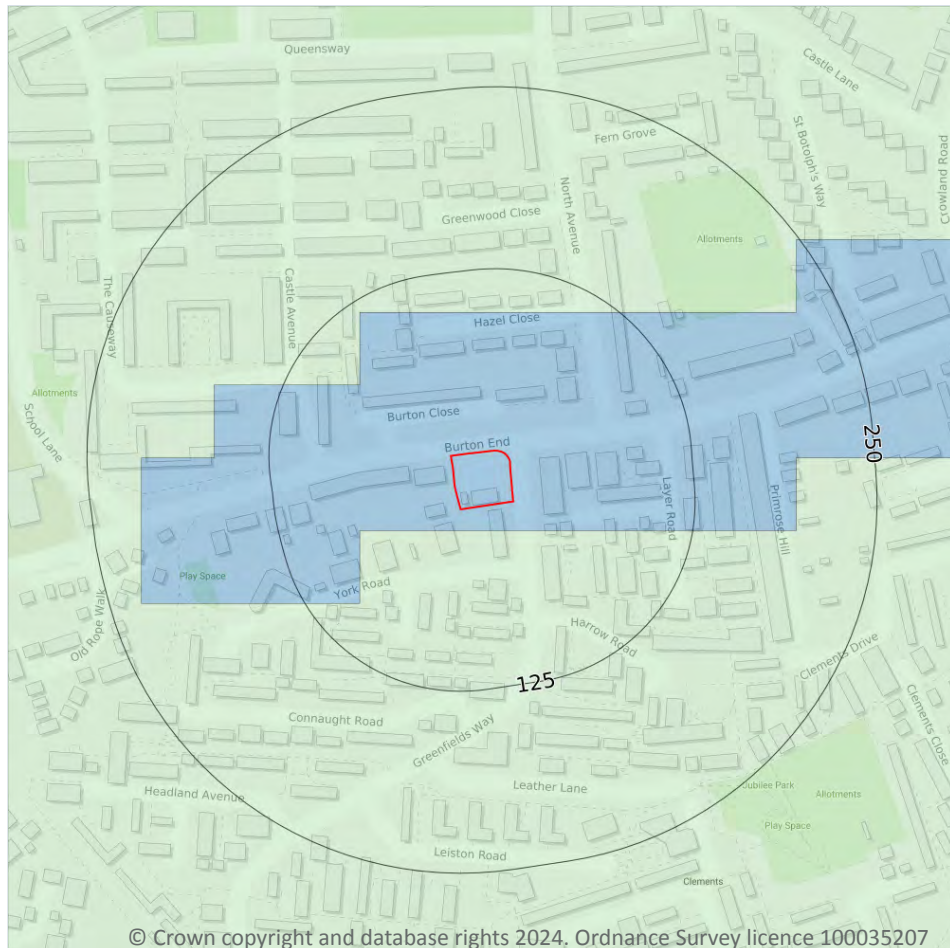 Queensway
Castle Lane
Fern Grove
St Botolph's Way
Cowland Road
North Avenue
Greenwood Close
Allotments
The Causeway
Castle Avenue
Hazel Close
Allotments
School Lane
Burton Close
Burton End
250
Layer Road
Primrose Hill
Play Space
York Road
Old Rope Walk
Harrow Road
Clements Drive
125
Connaught Road
Greenfields Way
Clements Close
Headland Avenue
Leather Lane
Jubilee Park
Allotments
Play Space
Leiston Road
Clements
© Crown copyright and database rights 2024. Ordnance Survey licence 100035207